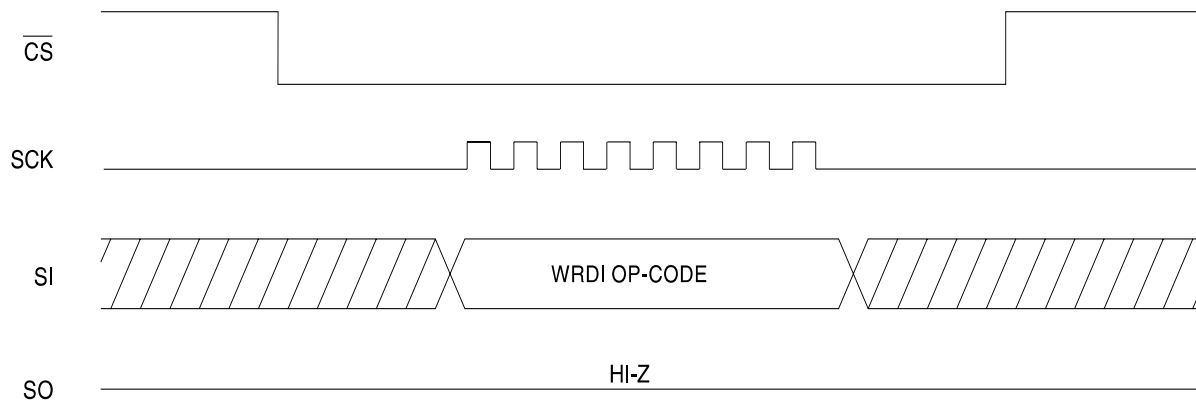 CS
SCK
SI
WRDI OP-CODE
HI-Z
SO